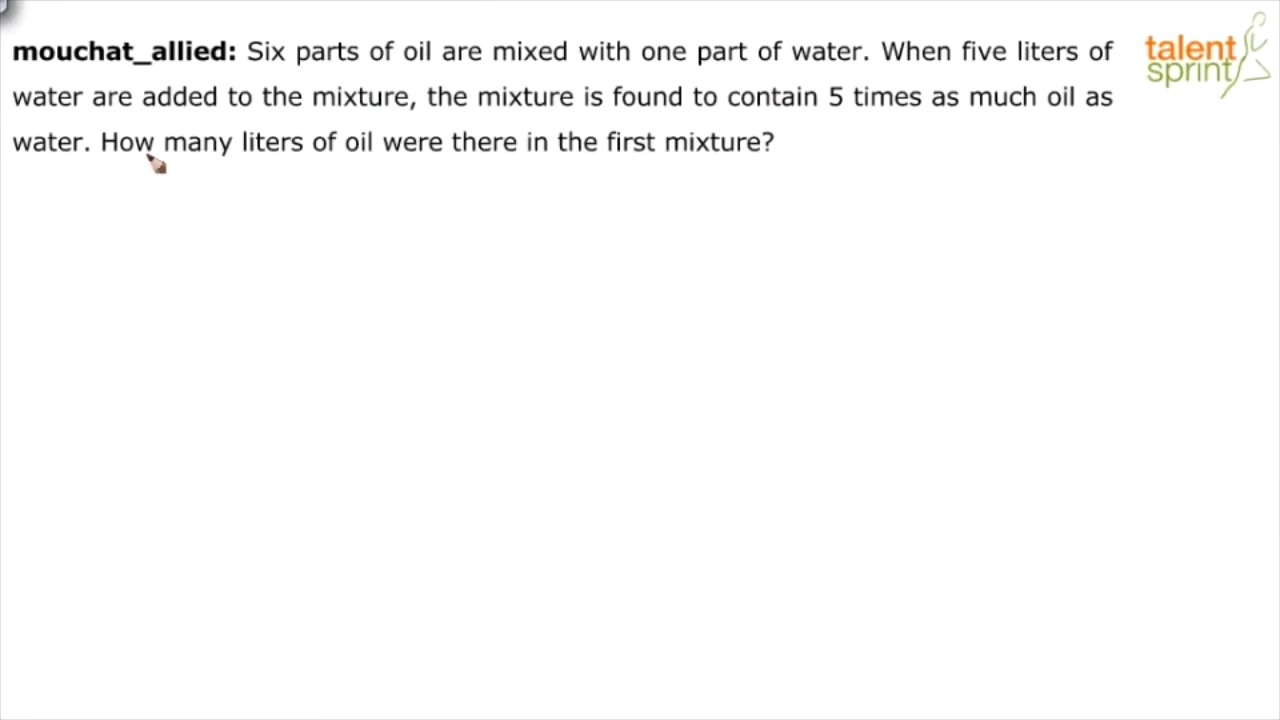 mouchat_allied: Six parts of oil are mixed with one part of water. When five liters of
water are added to the mixture, the mixture is found to contain 5 times as much oil as
water. How many liters of oil were there in the first mixture?
talent
sprint